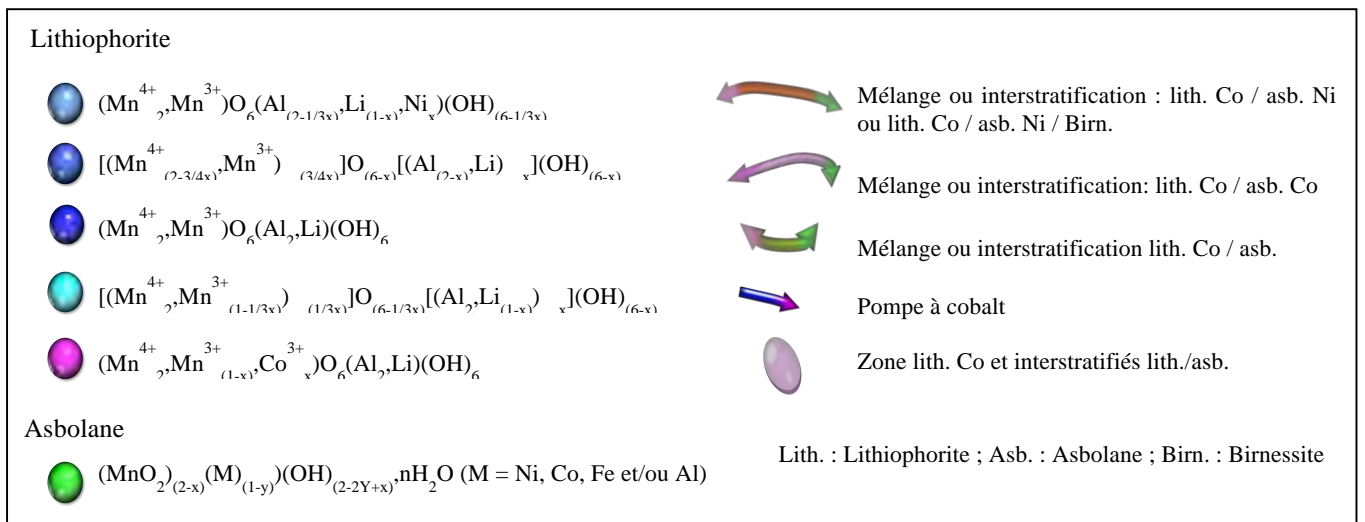 Lithiophorite
(Mn⁴⁺₂,Mn³⁺)O₆(Al₍₂₋₁/₃ₓ₎,Li₍₁₋ₓ₎,Niₓ)(OH)₍₆₋₁/₃ₓ₎
[(Mn⁴⁺₍₂₋₃/₄ₓ₎,Mn³⁺) ₍₃/₄ₓ₎]O₍₆₋ₓ₎[(Al₍₂₋ₓ₎,Li) ₓ](OH)₍₆₋ₓ₎
(Mn⁴⁺₂,Mn³⁺)O₆(Al₂,Li)(OH)₆
[(Mn⁴⁺₂,Mn³⁺₍₁₋₁/₃ₓ₎) ₍₁/₃ₓ₎]O₍₆₋₁/₃ₓ₎[(Al₂,Li₍₁₋ₓ₎) ₓ](OH)₍₆₋ₓ₎
(Mn⁴⁺₂,Mn³⁺₍₁₋ₓ₎,Co³⁺ₓ)O₆(Al₂,Li)(OH)₆
Asbolane
(MnO₂)₍₂₋ₓ₎(M)₍₁₋y₎)(OH)₍₂₋₂Y₊ₓ₎,nH₂O (M = Ni, Co, Fe et/ou Al)
Mélange ou interstratification : lith. Co / asb. Ni
ou lith. Co / asb. Ni / Birn.
Mélange ou interstratification: lith. Co / asb. Co
Mélange ou interstratification lith. Co / asb.
Pompe à cobalt
Zone lith. Co et interstratifiés lith./asb.
Lith. : Lithiophorite ; Asb. : Asbolane ; Birn. : Birnessite